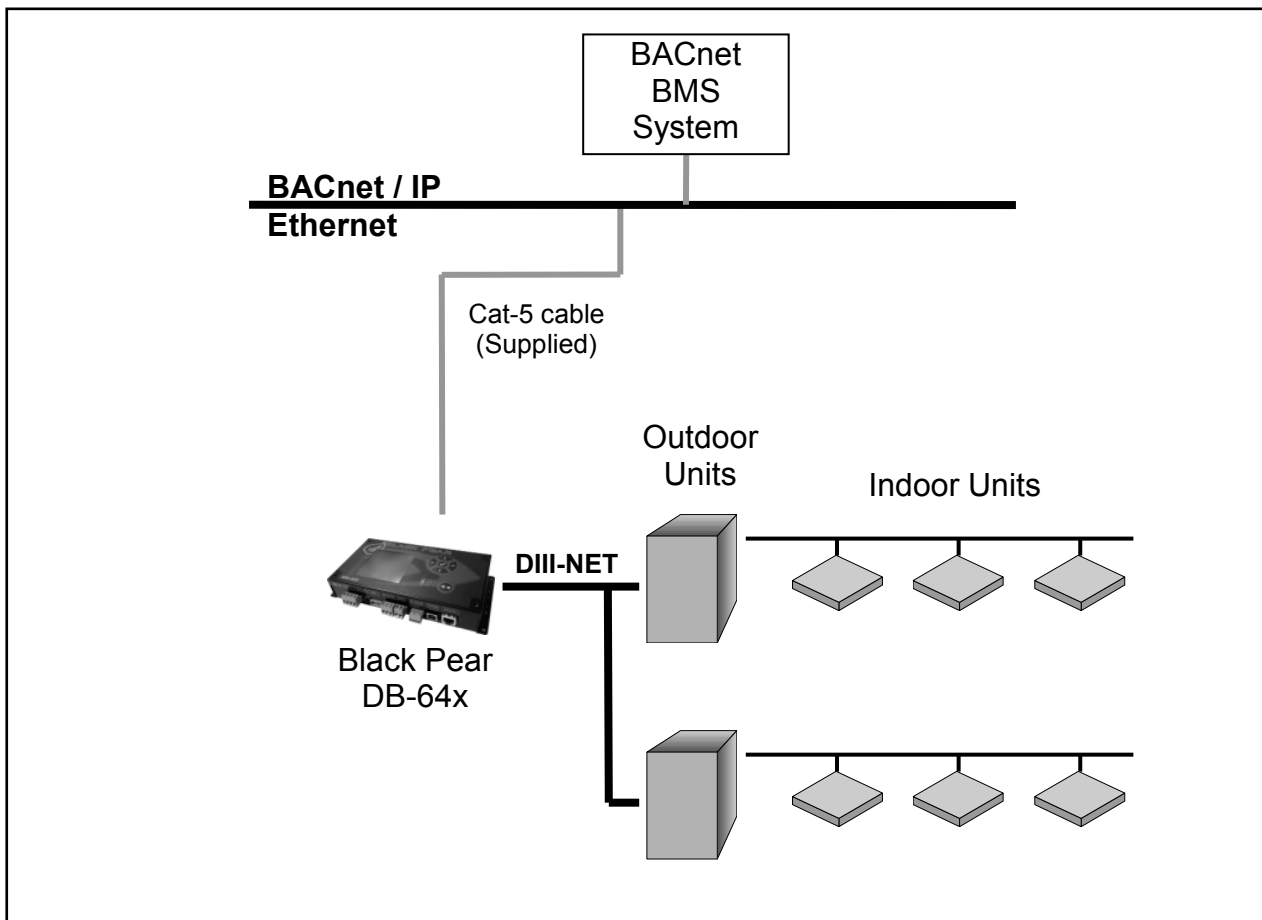 BACnet
BMS
System
BACnet / IP
Ethernet
Cat-5 cable
(Supplied)
Outdoor
Units
Indoor Units
DIII-NET
Black Pear
DB-64x